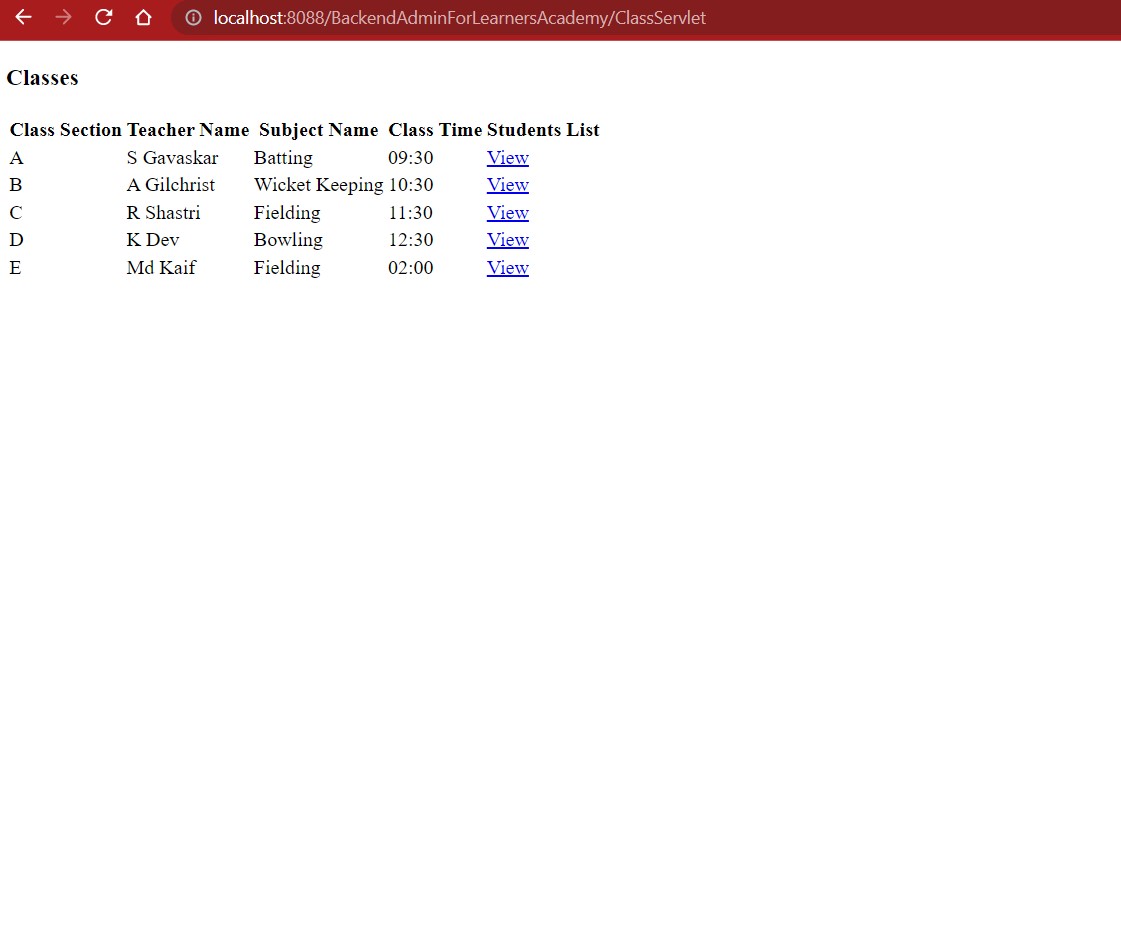 localhost:8088/BackendAdminForLearnersAcademy/ClassServlet
Classes
Class Section Teacher Name Subject Name Class Time Students List
A S Gavaskar Batting 09:30 View
B A Gilchrist Wicket Keeping 10:30 View
C R Shastri Fielding 11:30 View
D K Dev Bowling 12:30 View
E Md Kaif Fielding 02:00 View